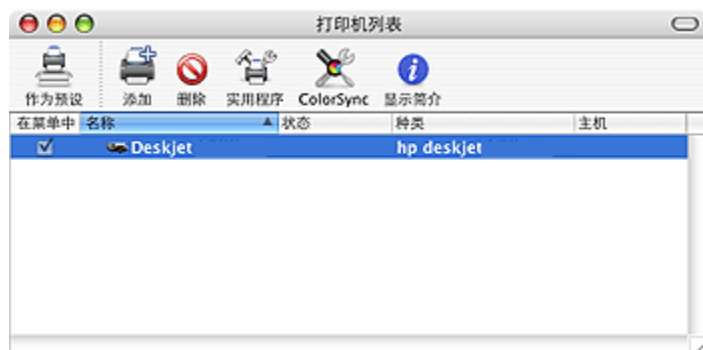 打印机列表
作为预设 添加 删除 实用程序 ColorSync 显示简介
在菜单中 名称 状态 种类 主机
Deskjet hp deskjet